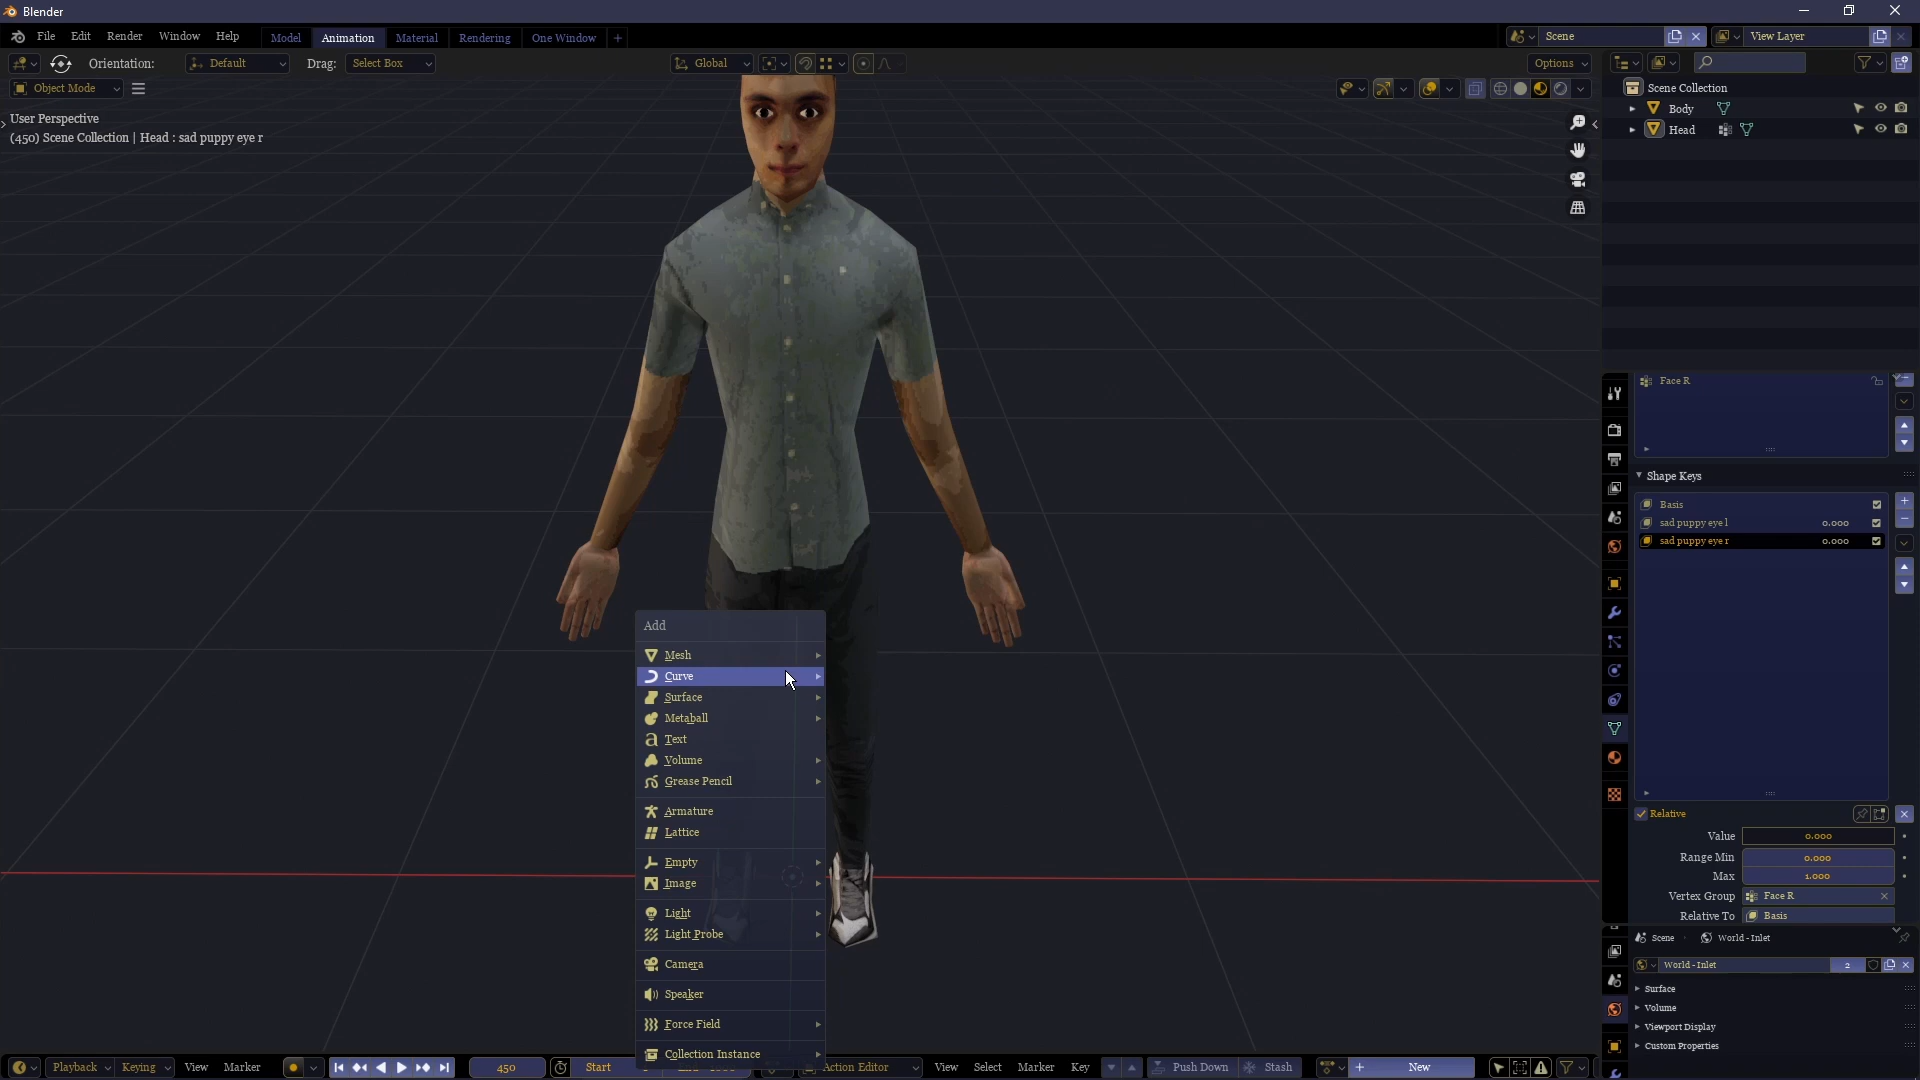 Blender
File Edit Render Window Help Model Animation Material Rendering One Window +
Scene View Layer
Orientation: Default Drag: Select Box Global Options
Object Mode
User Perspective
(450) Scene Collection | Head : sad puppy eye r
Scene Collection
Body
Head
Face R
Shape Keys
Basis
sad puppy eye l 0.000
sad puppy eye r 0.000
Relative
Value 0.000
Range Min 0.000
Max 1.000
Vertex Group Face R
Relative To Basis
Scene World-Inlet
World-Inlet 2
Surface
Volume
Viewport Display
Custom Properties
Add
Mesh
Curve
Surface
Metaball
Text
Volume
Grease Pencil
Armature
Lattice
Empty
Image
Light
Light Probe
Camera
Speaker
Force Field
Collection Instance
Playback Keying View Marker 450 Start Action Editor View Select Marker Key Push Down Stash + New